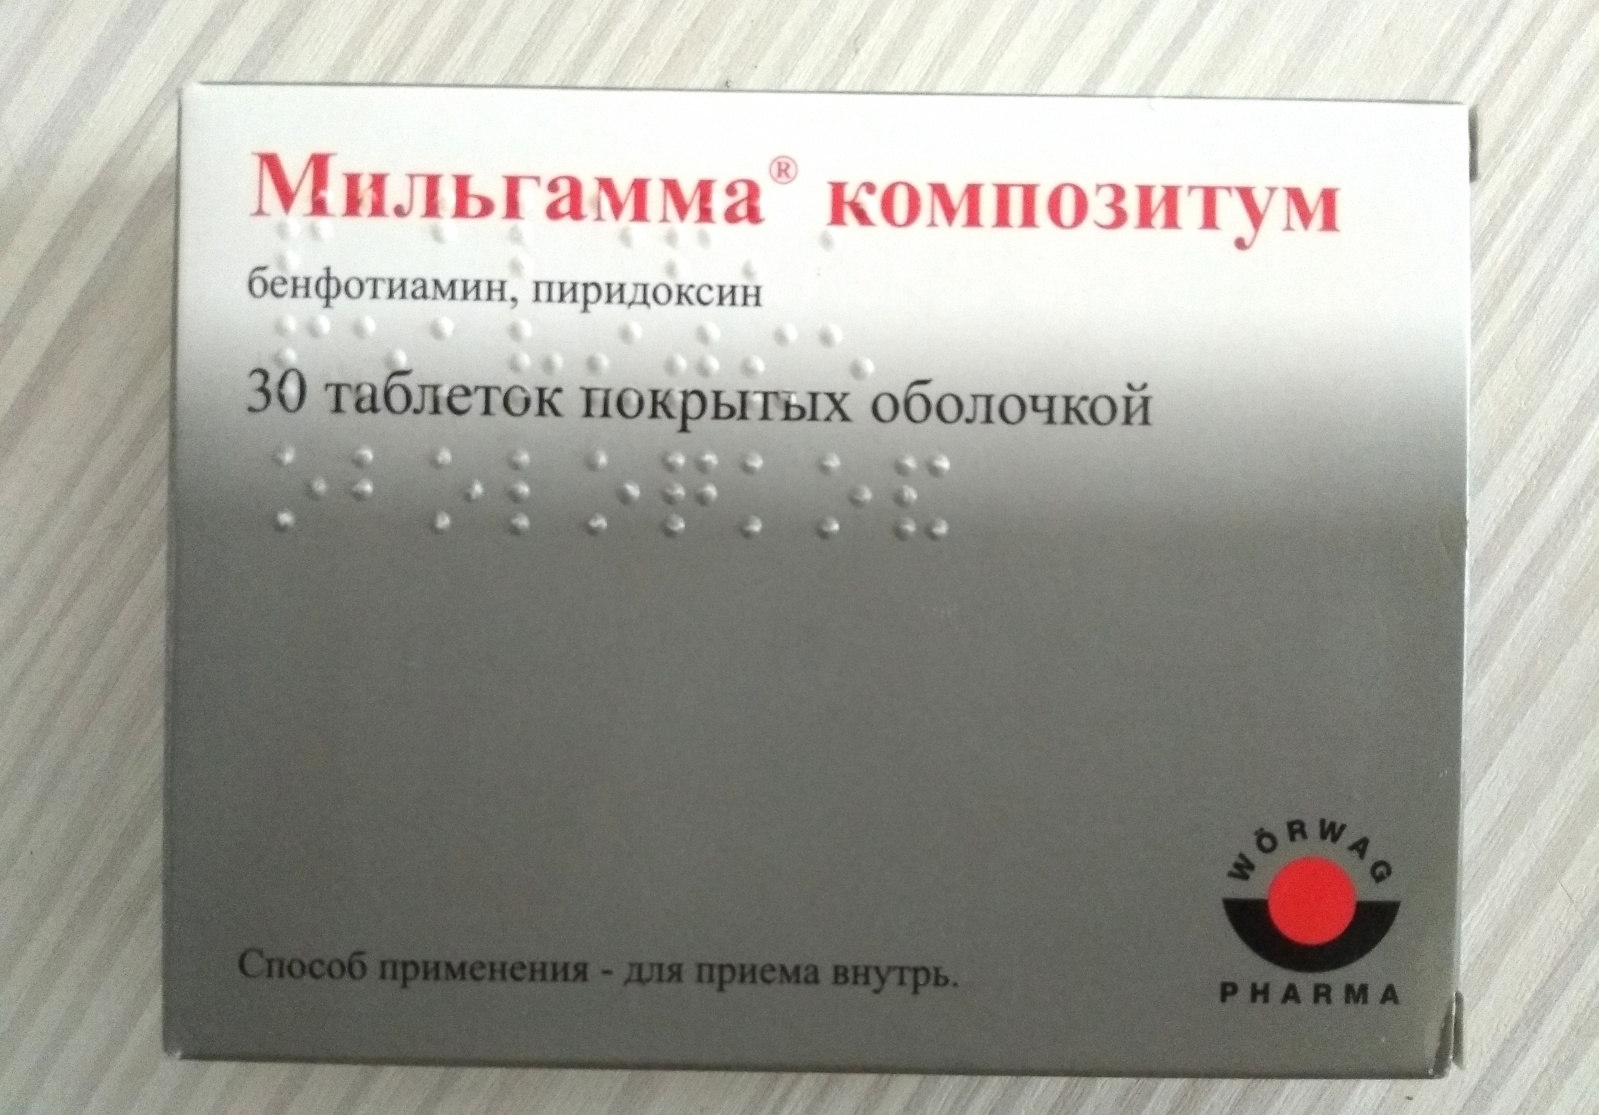 Мильгамма® композитум
бенфотиамин, пиридоксин
30 таблеток покрытых оболочкой
Способ применения - для приема внутрь.
WÖRWAG
PHARMA